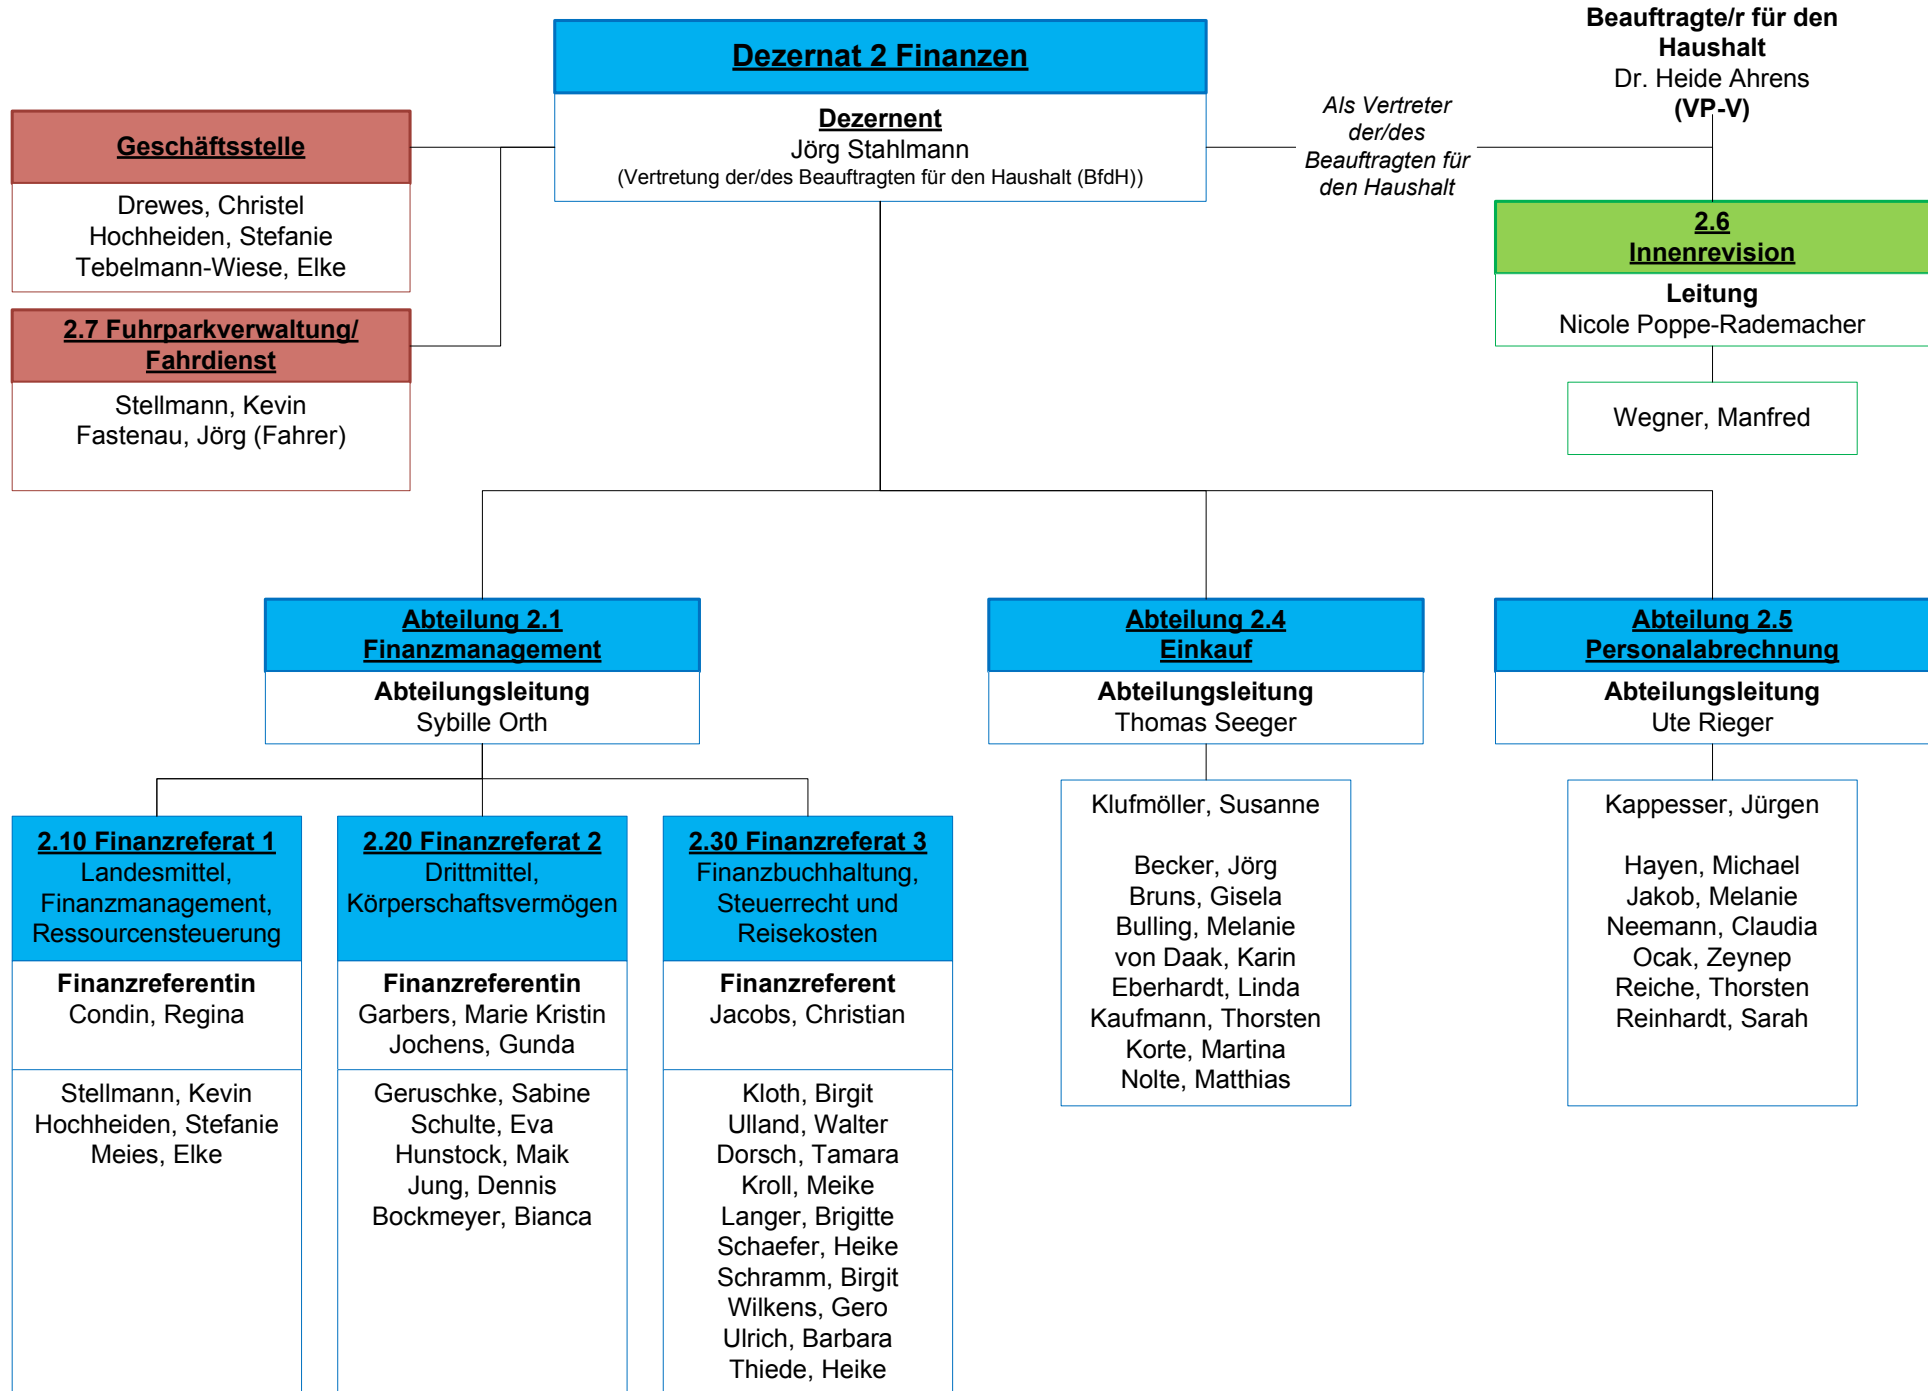 Dezernat 2 Finanzen
Dezernent
Jörg Stahlmann
(Vertretung der/des Beauftragten für den Haushalt (BfdH))
Als Vertreter
der/des
Beauftragten für
den Haushalt
Beauftragte/r für den
Haushalt
Dr. Heide Ahrens
(VP-V)
Geschäftsstelle
Drewes, Christel
Hochheiden, Stefanie
Tebelmann-Wiese, Elke
2.7 Fuhrparkverwaltung/
Fahrdienst
Stellmann, Kevin
Fastenau, Jörg (Fahrer)
2.6
Innenrevision
Leitung
Nicole Poppe-Rademacher
Wegner, Manfred
Abteilung 2.1
Finanzmanagement
Abteilungsleitung
Sybille Orth
Abteilung 2.4
Einkauf
Abteilungsleitung
Thomas Seeger
Abteilung 2.5
Personalabrechnung
Abteilungsleitung
Ute Rieger
2.10 Finanzreferat 1
Landesmittel,
Finanzmanagement,
Ressourcensteuerung
Finanzreferentin
Condin, Regina
Stellmann, Kevin
Hochheiden, Stefanie
Meies, Elke
2.20 Finanzreferat 2
Drittmittel,
Körperschaftsvermögen
Finanzreferentin
Garbers, Marie Kristin
Jochens, Gunda
Geruschke, Sabine
Schulte, Eva
Hunstock, Maik
Jung, Dennis
Bockmeyer, Bianca
2.30 Finanzreferat 3
Finanzbuchhaltung,
Steuerrecht und
Reisekosten
Finanzreferent
Jacobs, Christian
Kloth, Birgit
Ulland, Walter
Dorsch, Tamara
Kroll, Meike
Langer, Brigitte
Schaefer, Heike
Schramm, Birgit
Wilkens, Gero
Ulrich, Barbara
Thiede, Heike
Klufmöller, Susanne
Becker, Jörg
Bruns, Gisela
Bulling, Melanie
von Daak, Karin
Eberhardt, Linda
Kaufmann, Thorsten
Korte, Martina
Nolte, Matthias
Kappesser, Jürgen
Hayen, Michael
Jakob, Melanie
Neemann, Claudia
Ocak, Zeynep
Reiche, Thorsten
Reinhardt, Sarah